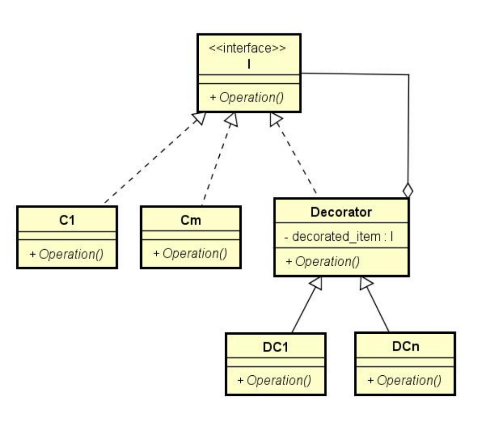 <<interface>>
I
+ Operation()
C1
+ Operation()
Cm
+ Operation()
Decorator
- decorated_item : I
+ Operation()
DC1
+ Operation()
DCn
+ Operation()